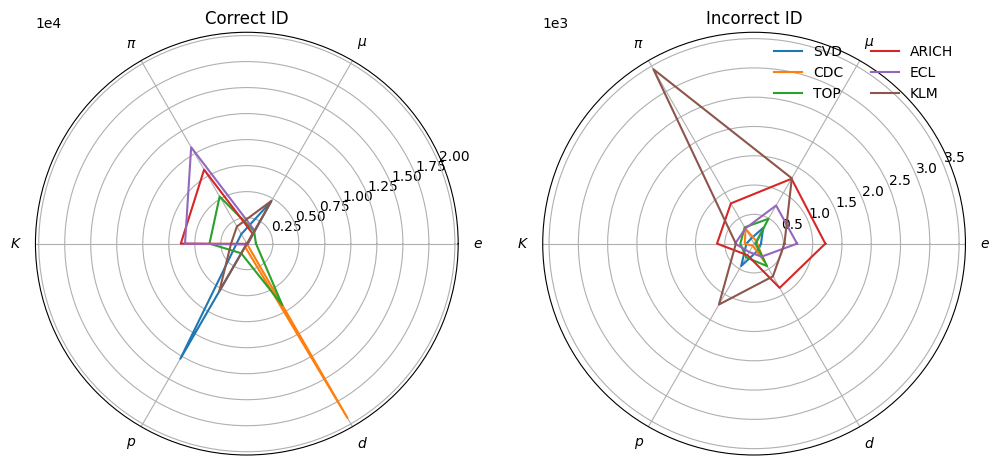 Correct ID
1e4
π
μ
K
e
p
d
0.25
0.50
0.75
1.00
1.25
1.50
1.75
2.00
Incorrect ID
1e3
π
μ
K
e
p
d
0.5
1.0
1.5
2.0
2.5
3.0
3.5
SVD
CDC
TOP
ARICH
ECL
KLM